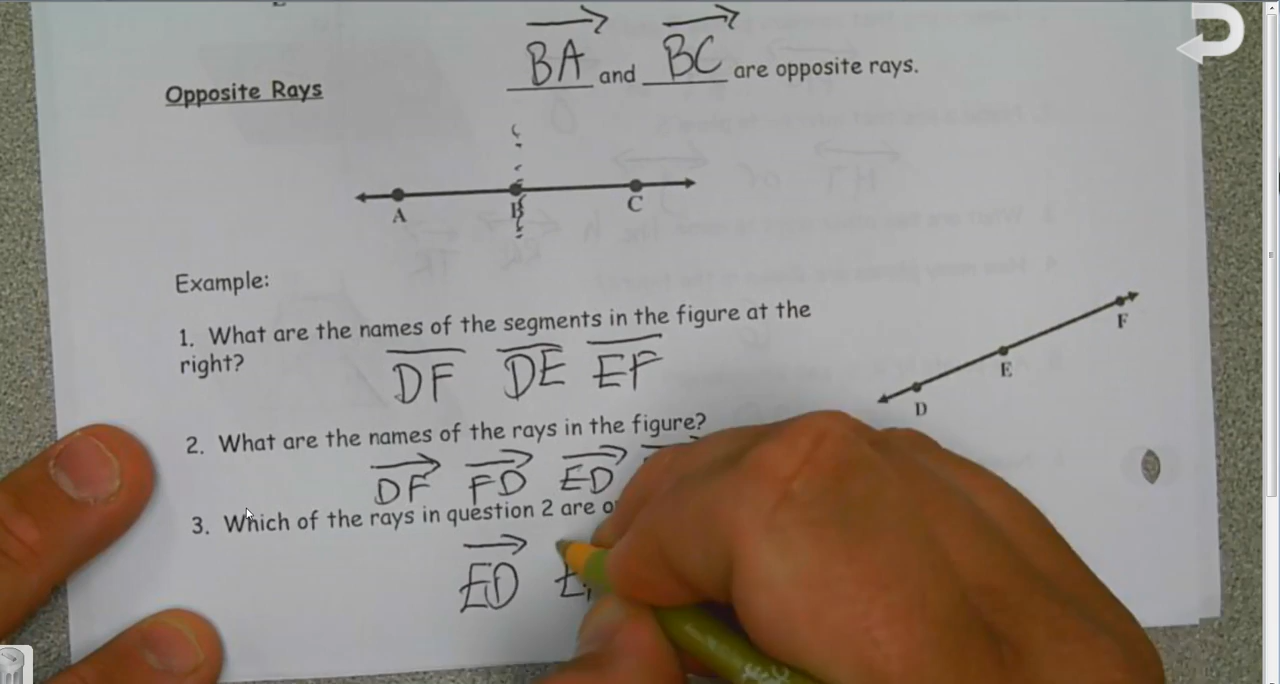 BA and BC are opposite rays.
Opposite Rays
A B C
Example:
1. What are the names of the segments in the figure at the
right?
DF DE EF
F
E
D
2. What are the names of the rays in the figure?
DF FD ED
3. Which of the rays in question 2 are
ED